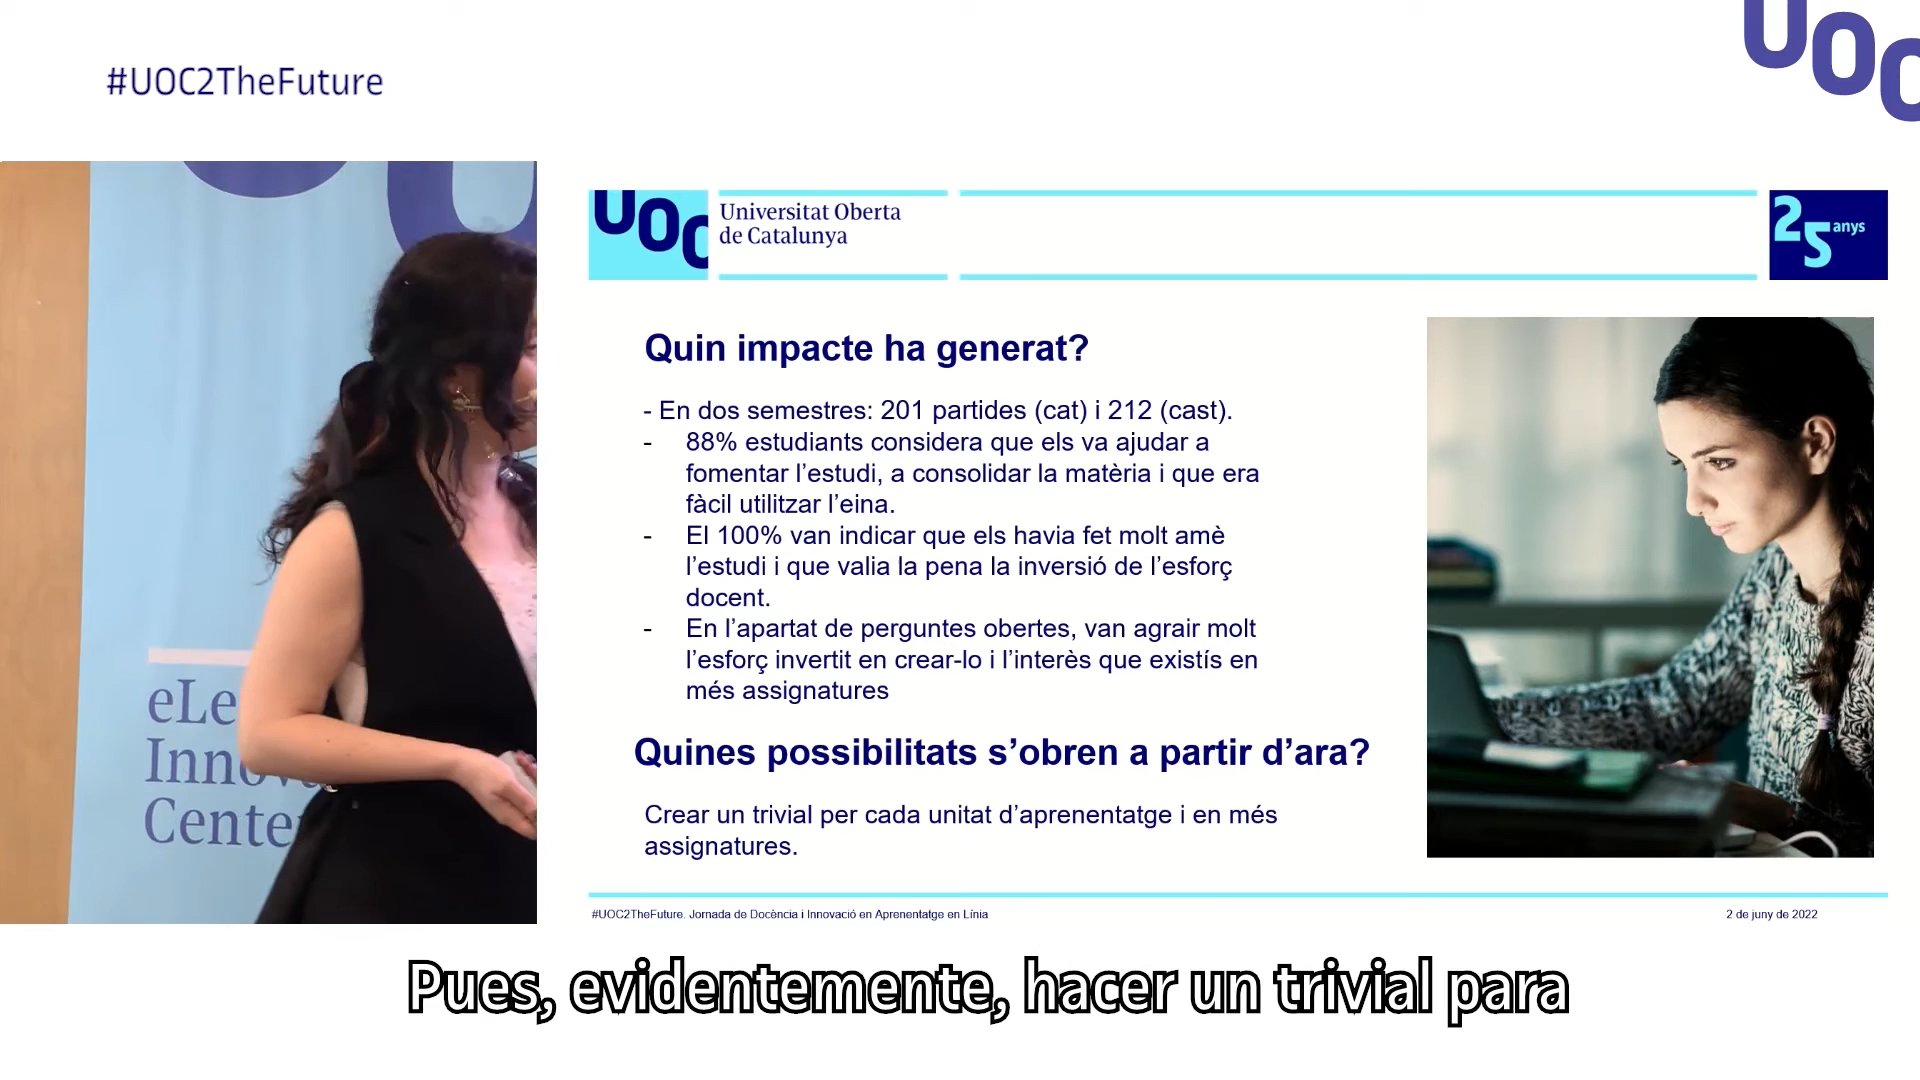 #UOC2TheFuture
UOC
UOC
Universitat Oberta
de Catalunya
25 anys
Quin impacte ha generat?
- En dos semestres: 201 partides (cat) i 212 (cast).
- 88% estudiants considera que els va ajudar a
fomentar l’estudi, a consolidar la matèria i que era
fàcil utilitzar l’eina.
- El 100% van indicar que els havia fet molt amè
l’estudi i que valia la pena la inversió de l’esforç
docent.
- En l’apartat de perguntes obertes, van agrair molt
l’esforç invertit en crear-lo i l’interès que existís en
més assignatures
Quines possibilitats s’obren a partir d’ara?
Crear un trivial per cada unitat d’aprenentatge i en més
assignatures.
#UOC2TheFuture. Jornada de Docència i Innovació en Aprenentatge en Línia
2 de juny de 2022
Center
Pues, evidentemente, hacer un trivial para